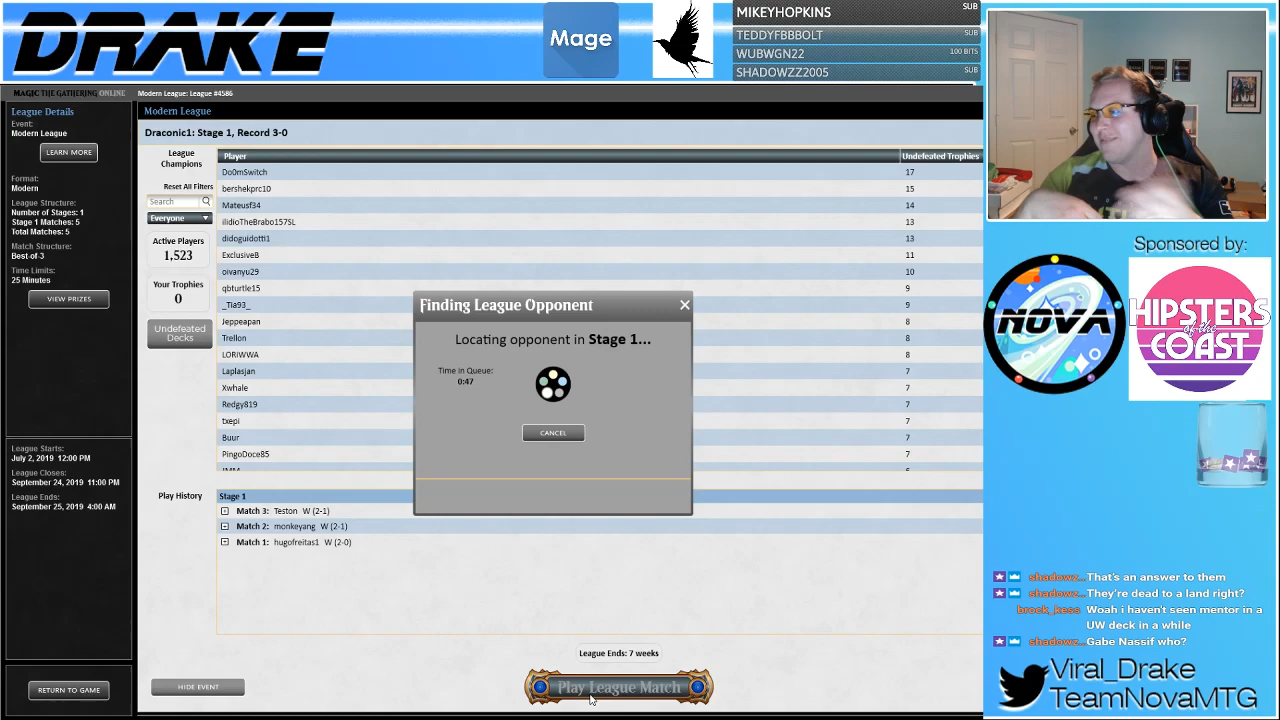 DRAKE
Mage
MIKEYHOPKINS SUB
TEDDYFBBBOLT SUB
WUBWGN22 100 BITS
SHADOWZZ2005 SUB
MAGIC THE GATHERING ONLINE
Modern League: League #4586
League Details
Event:
Modern League
LEARN MORE
Format:
Modern
League Structure:
Number of Stages: 1
Stage 1 Matches: 5
Total Matches: 5
Match Structure:
Best-of-3
Time Limits:
25 Minutes
VIEW PRIZES
League Starts:
July 2, 2019 12:00 PM
League Closes:
September 24, 2019 11:00 PM
League Ends:
September 25, 2019 4:00 AM
RETURN TO GAME
Modern League
Draconic1: Stage 1, Record 3-0
League Champions
Reset All Filters
Search
Everyone
Active Players
1,523
Your Trophies
0
Undefeated Decks
Player Undefeated Trophies
Do0mSwitch 17
bershekprc10 15
Mateusf34 14
ilidioTheBrabo157SL 13
didoguidotti1 13
ExclusiveB 11
oivanyu29 10
qbturtle15 9
_Tia93_ 9
Jeppeapan 8
Trellon 8
LORIWWA 8
Laplasjan 7
Xwhale 7
Redgy819 7
txepi 7
Buur 7
PingoDoce85 7
Finding League Opponent
Locating opponent in Stage 1...
Time in Queue:
0:47
CANCEL
Play History
Stage 1
Match 3: Teston W (2-1)
Match 2: monkeyang W (2-1)
Match 1: hugofreitas1 W (2-0)
League Ends: 7 weeks
HIDE EVENT
Play League Match
Sponsored by:
NOVA
HIPSTERS
of the
COAST
shadowz... That's an answer to them
shadowz... They're dead to a land right?
brock_kess Woah i haven't seen mentor in a
UW deck in a while
shadowz... Gabe Nassif who?
Viral_Drake
TeamNovaMTG